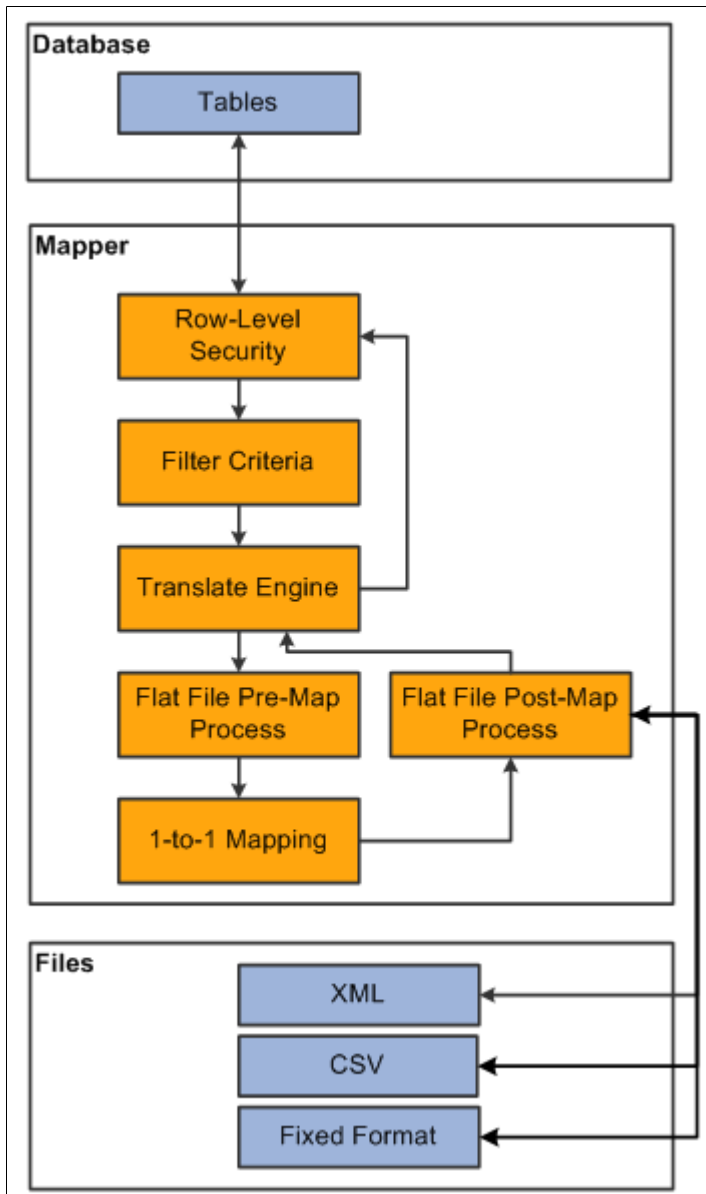 Database
Tables
Mapper
Row-Level
Security
Filter Criteria
Translate Engine
Flat File Pre-Map
Process
Flat File Post-Map
Process
1-to-1 Mapping
Files
XML
CSV
Fixed Format